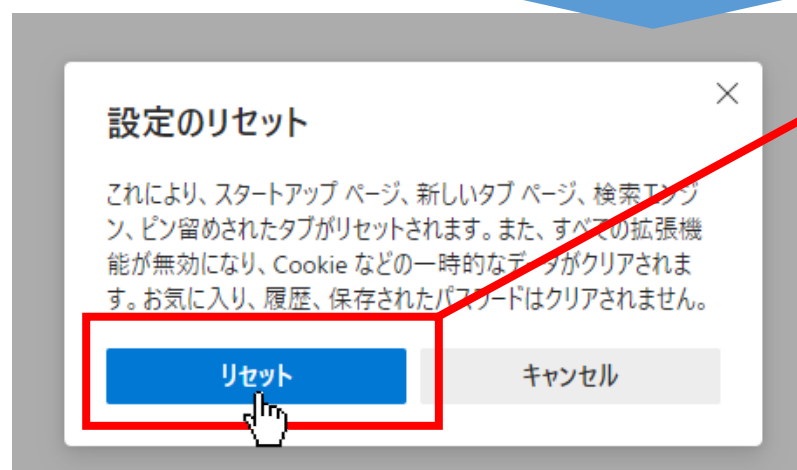 設定のリセット
これにより、スタートアップ ページ、新しいタブ ページ、検索エンジ
ン、ピン留めされたタブがリセットされます。また、すべての拡張機
能が無効になり、Cookie などの一時的なデータがクリアされま
す。お気に入り、履歴、保存されたパスワードはクリアされません。
リセット
キャンセル